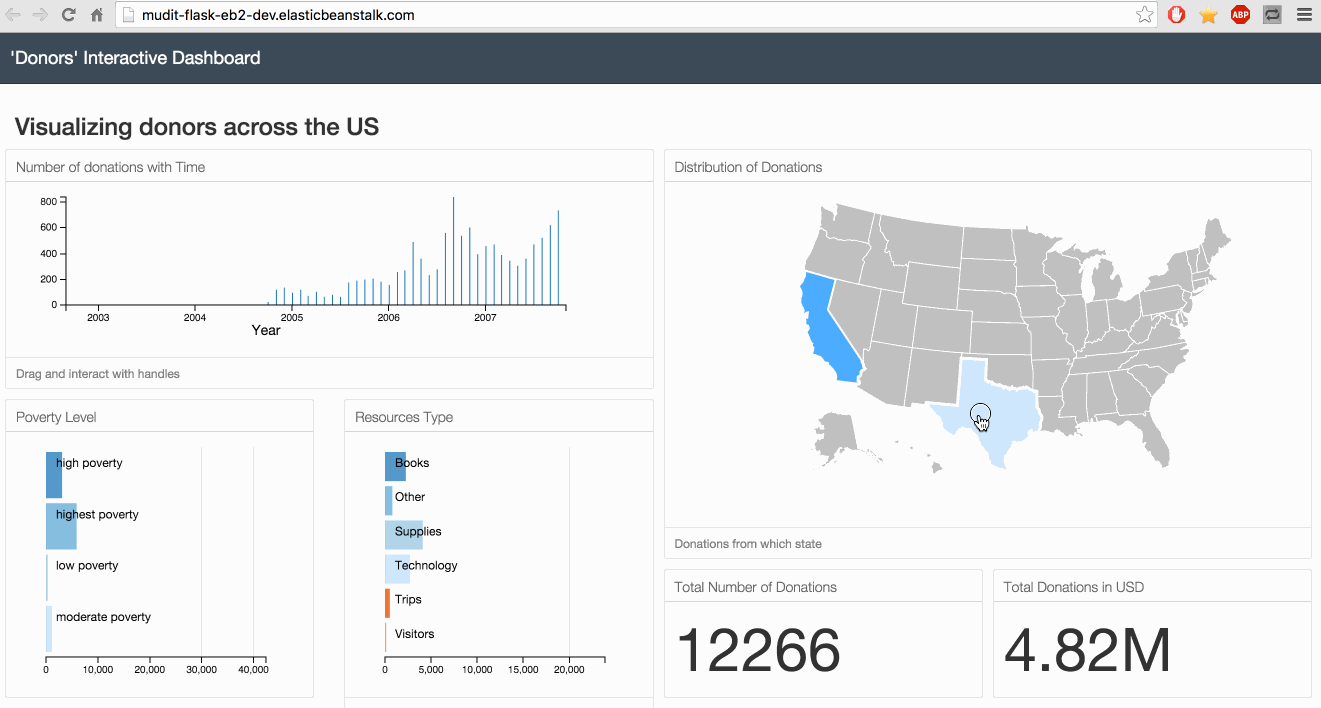 mudit-flask-eb2-dev.elasticbeanstalk.com
ABP
'Donors' Interactive Dashboard
Visualizing donors across the US
Number of donations with Time
800
600
400
200
0
2003 2004 2005 2006 2007
Year
Drag and interact with handles
Distribution of Donations
Donations from which state
Poverty Level
high poverty
highest poverty
low poverty
moderate poverty
0 10,000 20,000 30,000 40,000
Resources Type
Books
Other
Supplies
Technology
Trips
Visitors
0 5,000 10,000 15,000 20,000
Total Number of Donations
12266
Total Donations in USD
4.82M